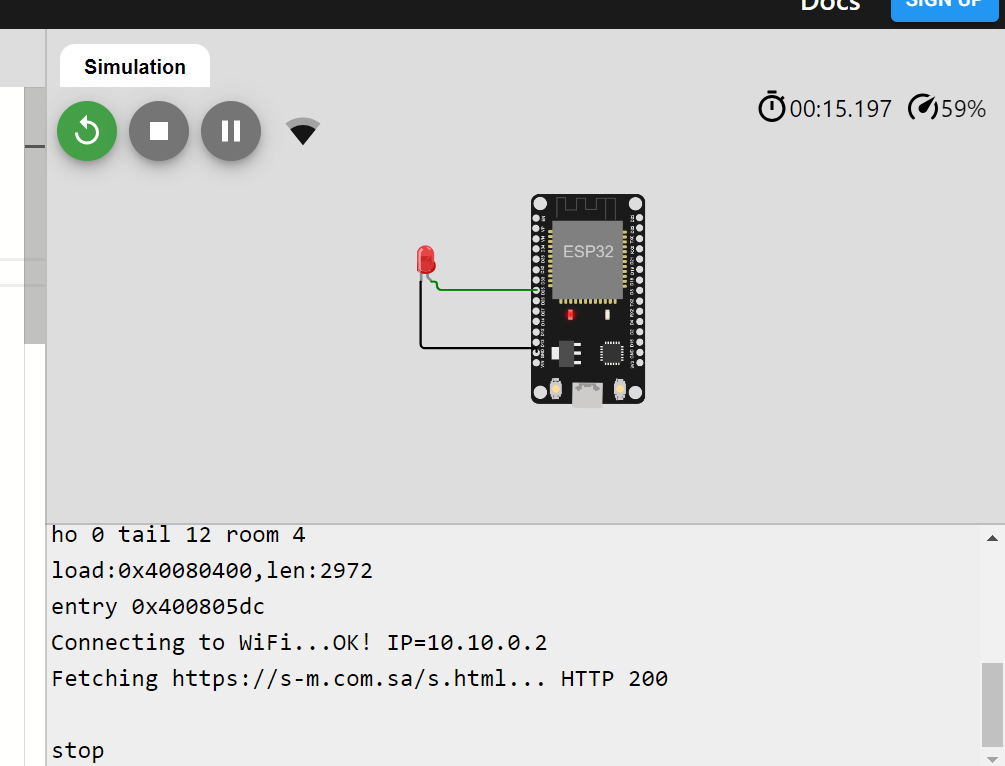 Docs
SIGN UP
Simulation
00:15.197
59%
ESP32
ho 0 tail 12 room 4
load:0x40080400,len:2972
entry 0x400805dc
Connecting to WiFi...OK! IP=10.10.0.2
Fetching https://s-m.com.sa/s.html... HTTP 200
stop